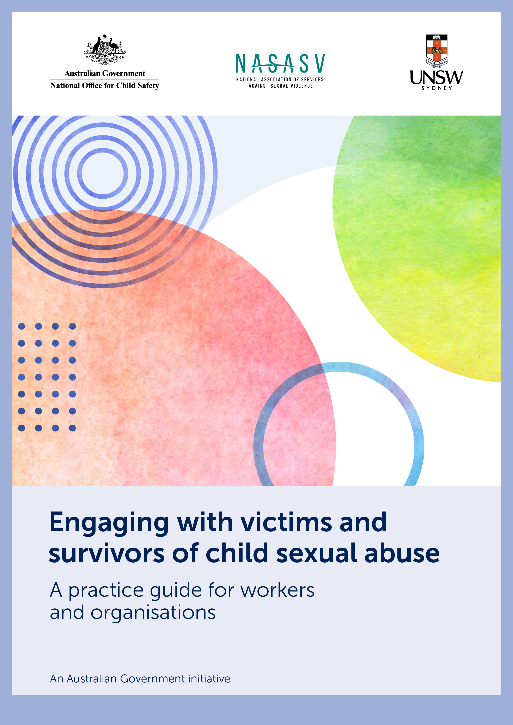 Australian Government
National Office for Child Safety
NASASV
NATIONAL ASSOCIATION OF SERVICES
AGAINST SEXUAL VIOLENCE
UNSW
SYDNEY
Engaging with victims and
survivors of child sexual abuse
A practice guide for workers
and organisations
An Australian Government initiative